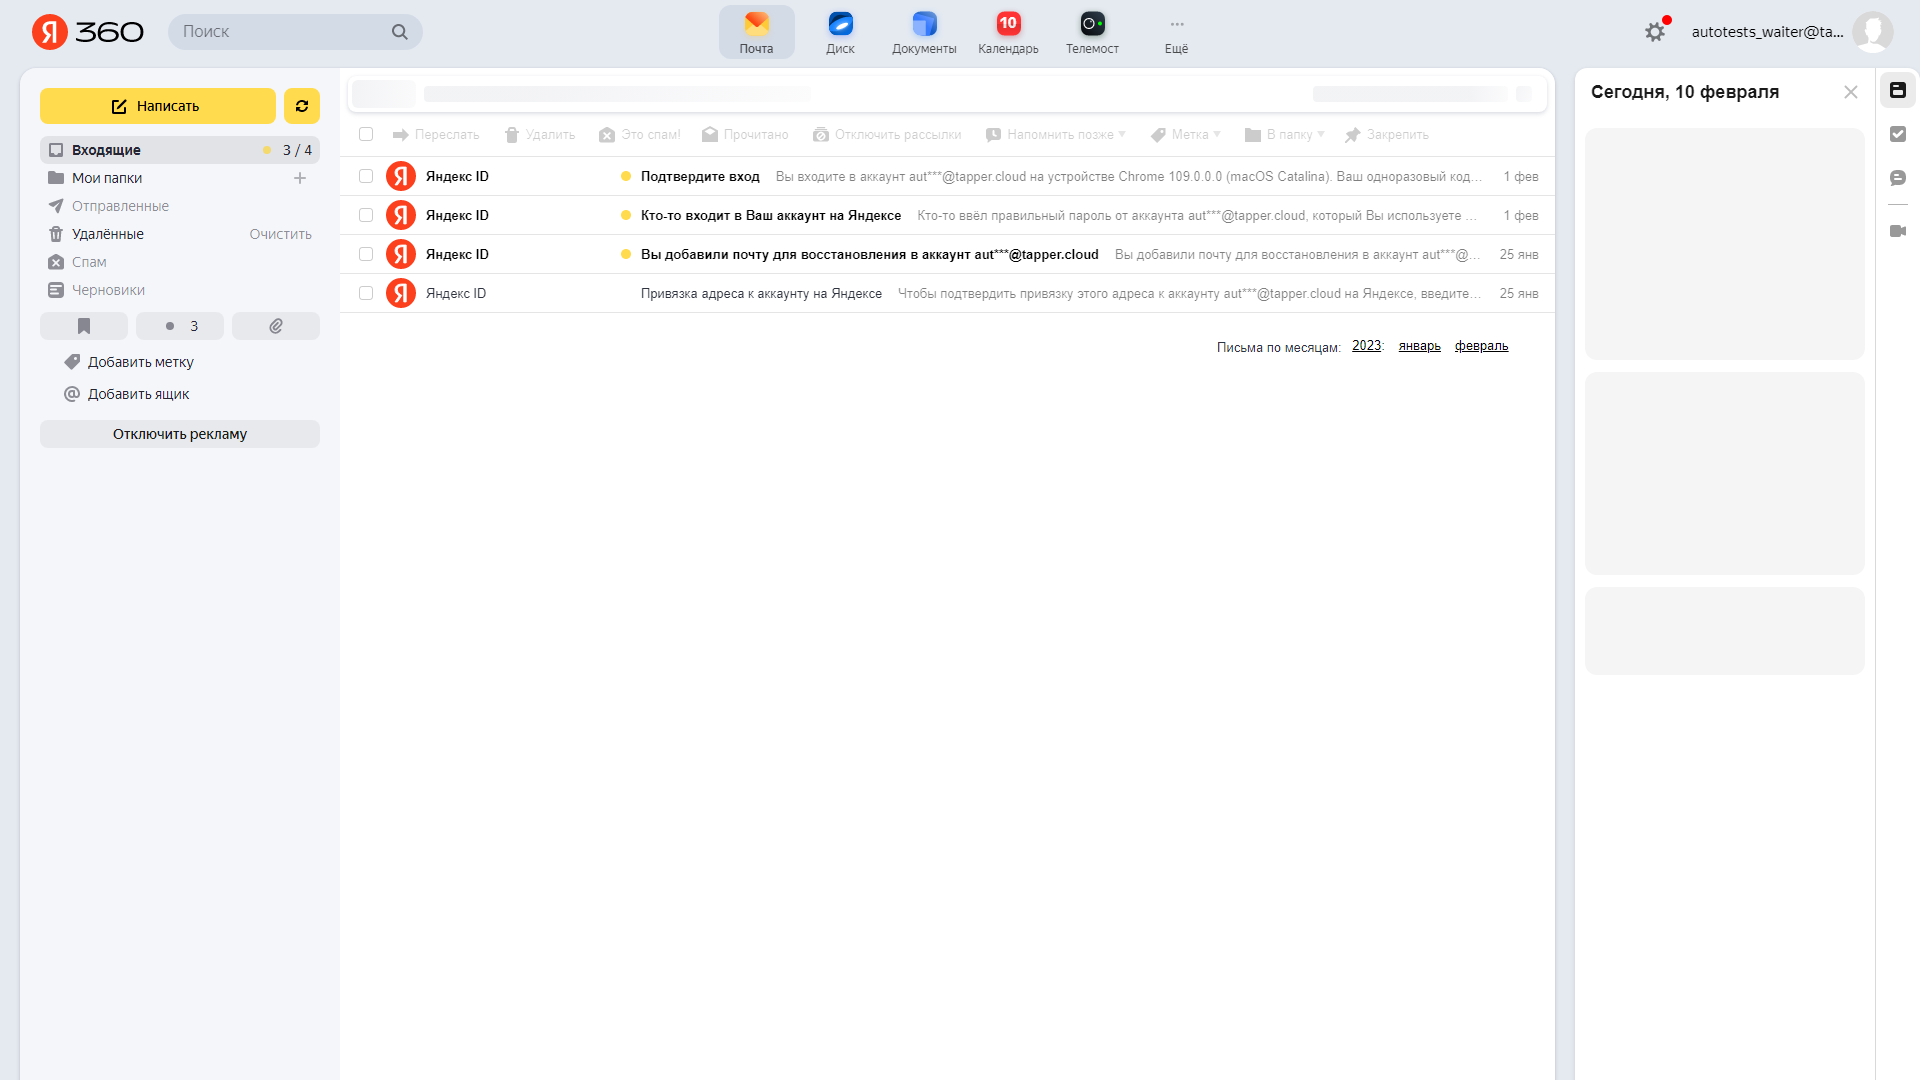 Я 360
Поиск
Почта
Диск
Документы
10
Календарь
Телемост
Ещё
autotests_waiter@ta...
Написать
Входящие 3 / 4
Мои папки
Отправленные
Удалённые Очистить
Спам
Черновики
3
Добавить метку
@ Добавить ящик
Отключить рекламу
Переслать Удалить Это спам! Прочитано Отключить рассылки Напомнить позже Метка В папку Закрепить
Я Яндекс ID Подтвердите вход Вы входите в аккаунт aut***@tapper.cloud на устройстве Chrome 109.0.0.0 (macOS Catalina). Ваш одноразовый код... 1 фев
Я Яндекс ID Кто-то входит в Ваш аккаунт на Яндексе Кто-то ввёл правильный пароль от аккаунта aut***@tapper.cloud, который Вы используете ... 1 фев
Я Яндекс ID Вы добавили почту для восстановления в аккаунт aut***@tapper.cloud Вы добавили почту для восстановления в аккаунт aut***@... 25 янв
Я Яндекс ID Привязка адреса к аккаунту на Яндексе Чтобы подтвердить привязку этого адреса к аккаунту aut***@tapper.cloud на Яндексе, введите... 25 янв
Письма по месяцам: 2023: январь февраль
Сегодня, 10 февраля